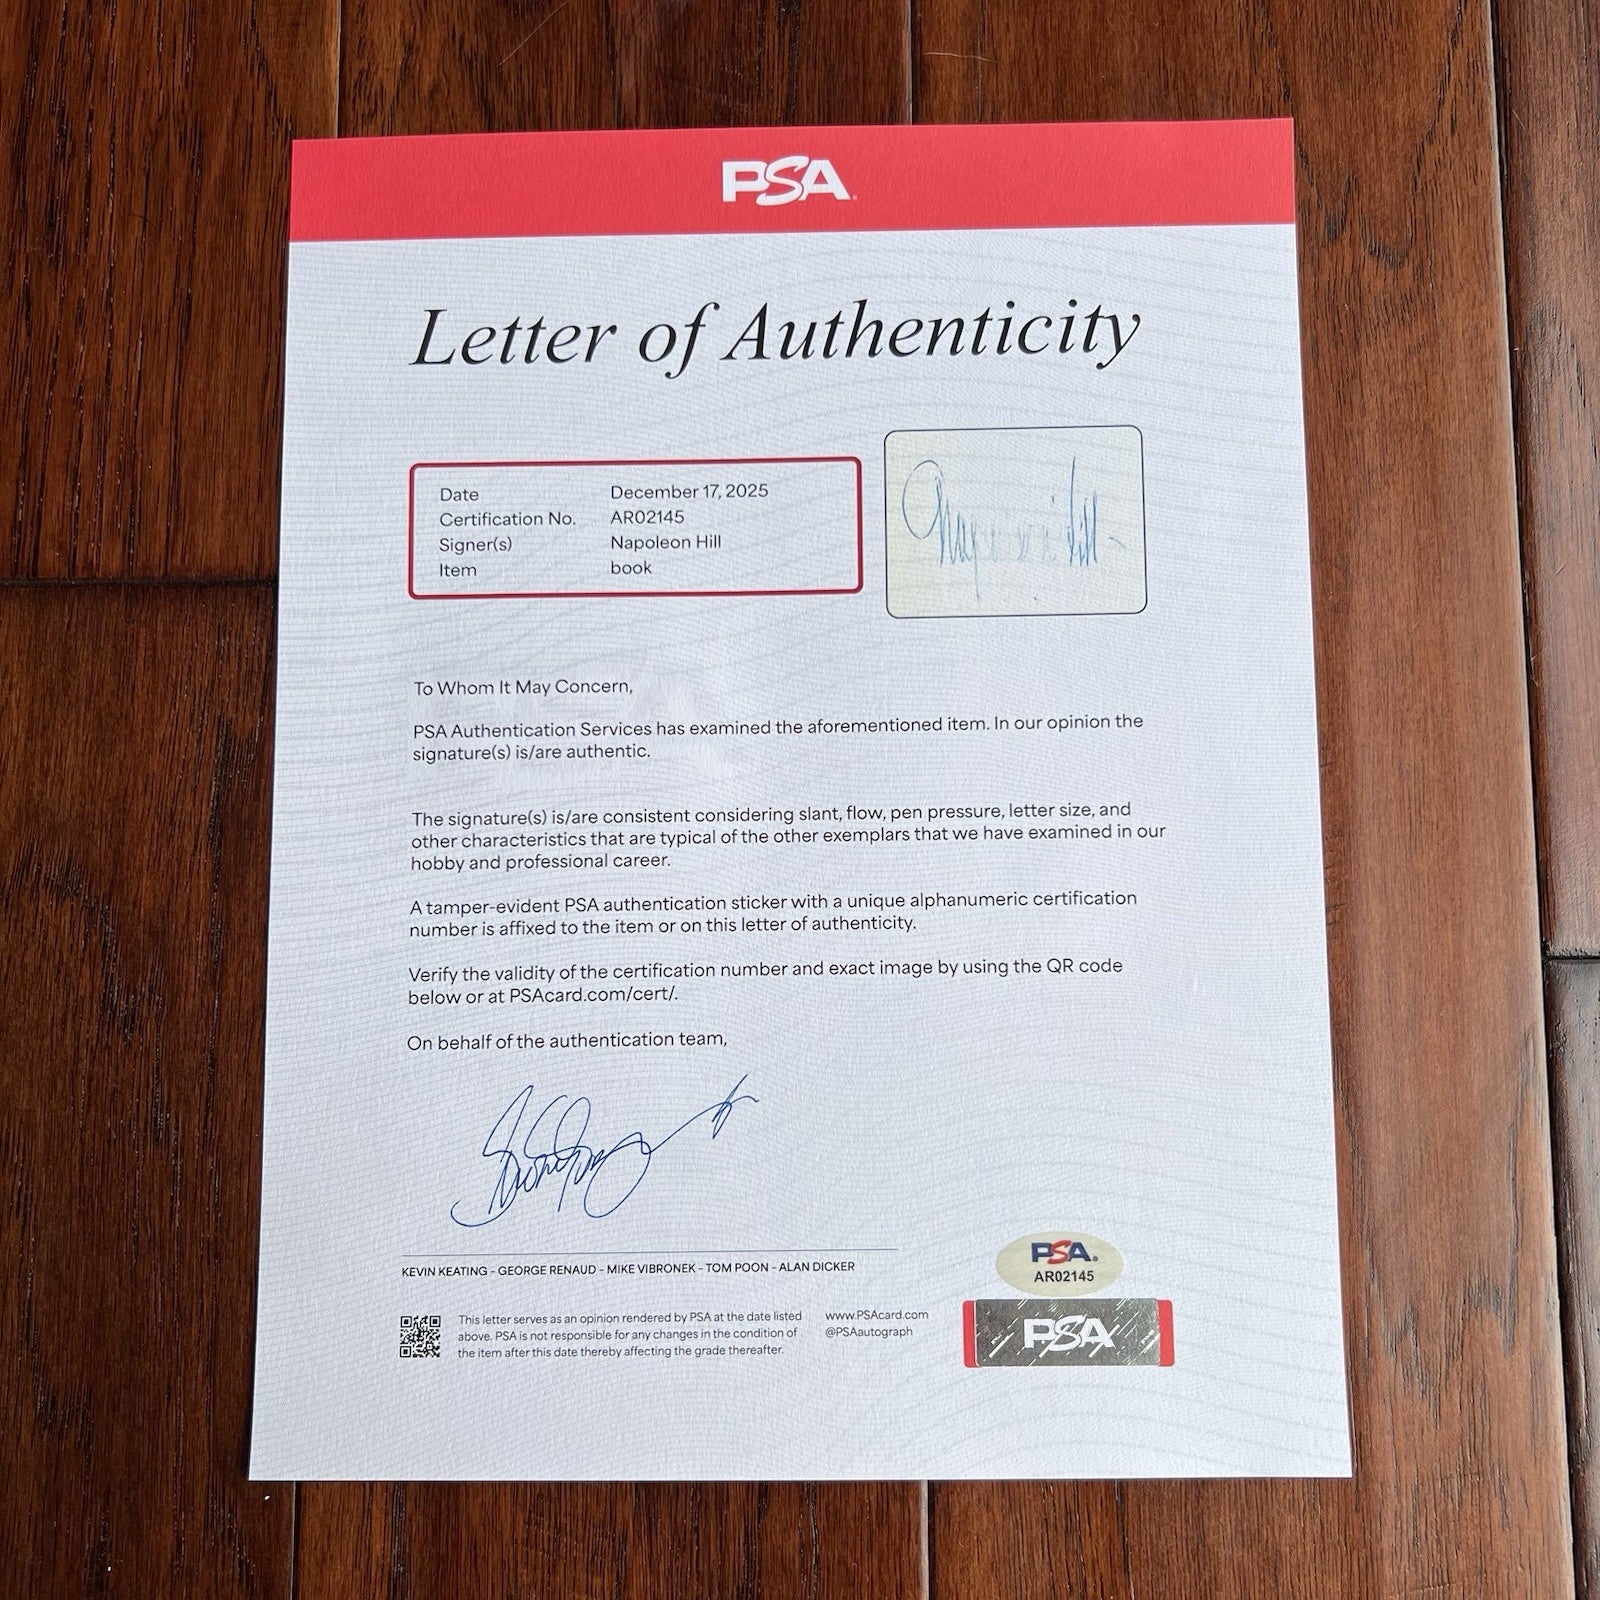 PSA
Letter of Authenticity
Date December 17, 2025
Certification No. AR02145
Signer(s) Napoleon Hill
Item book
To Whom It May Concern,
PSA Authentication Services has examined the aforementioned item. In our opinion the
signature(s) is/are authentic.
The signature(s) is/are consistent considering slant, flow, pen pressure, letter size, and
other characteristics that are typical of the other exemplars that we have examined in our
hobby and professional career.
A tamper-evident PSA authentication sticker with a unique alphanumeric certification
number is affixed to the item or on this letter of authenticity.
Verify the validity of the certification number and exact image by using the QR code
below or at PSAcard.com/cert/.
On behalf of the authentication team,
KEVIN KEATING - GEORGE RENAUD - MIKE VIBRONEK - TOM POON - ALAN DICKER
This letter serves as an opinion rendered by PSA at the date listed
above. PSA is not responsible for any changes in the condition of
the item after this date thereby affecting the grade thereafter.
www.PSAcard.com
@PSAautograph
PSA
AR02145
PSA